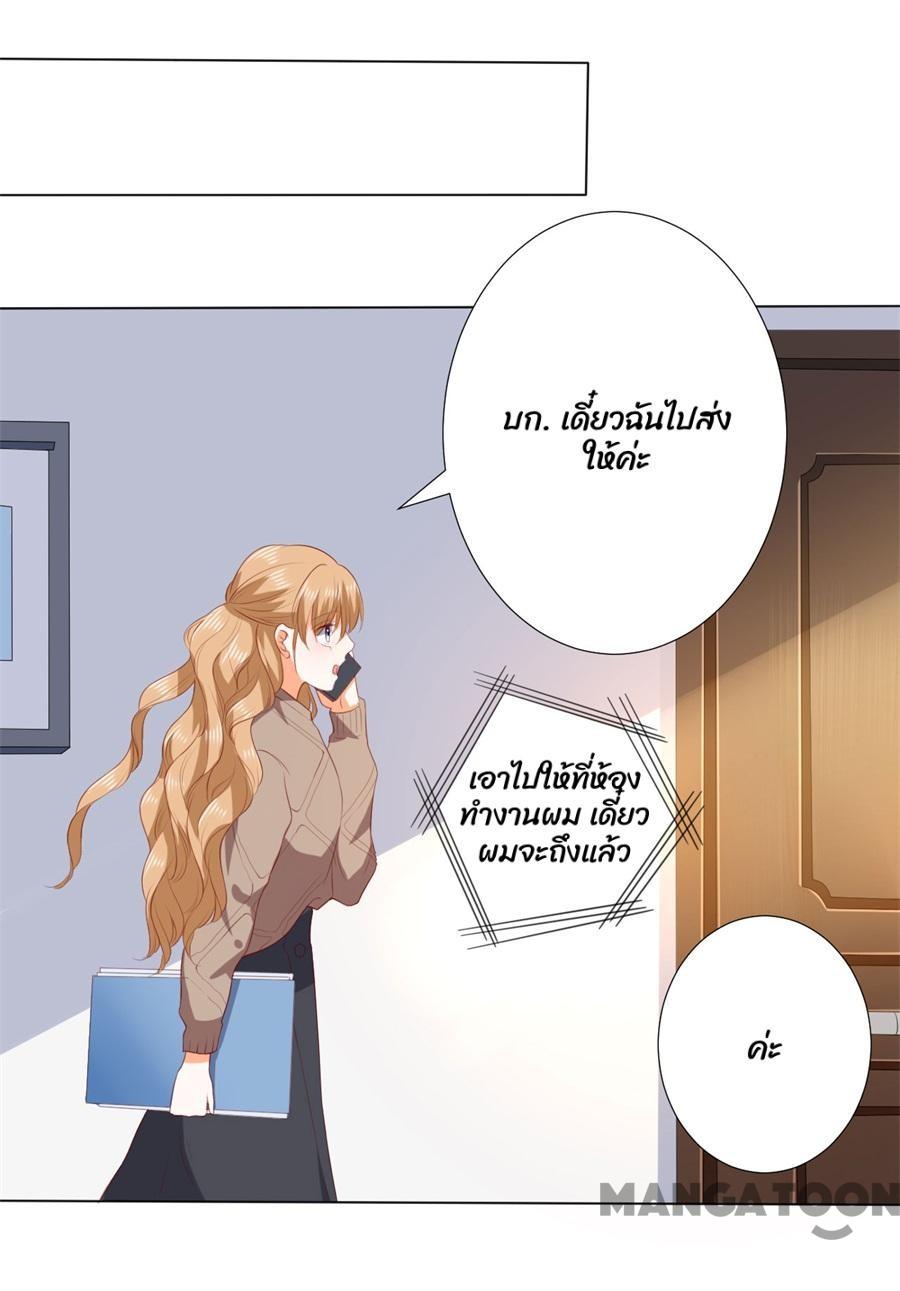 บก. เดี๋ยวฉันไปส่ง
ให้ค่ะ
เอาไปให้ที่ห้อง
ทำงานผม เดี๋ยว
ผมจะถึงแล้ว
ค่ะ
MANGATOON